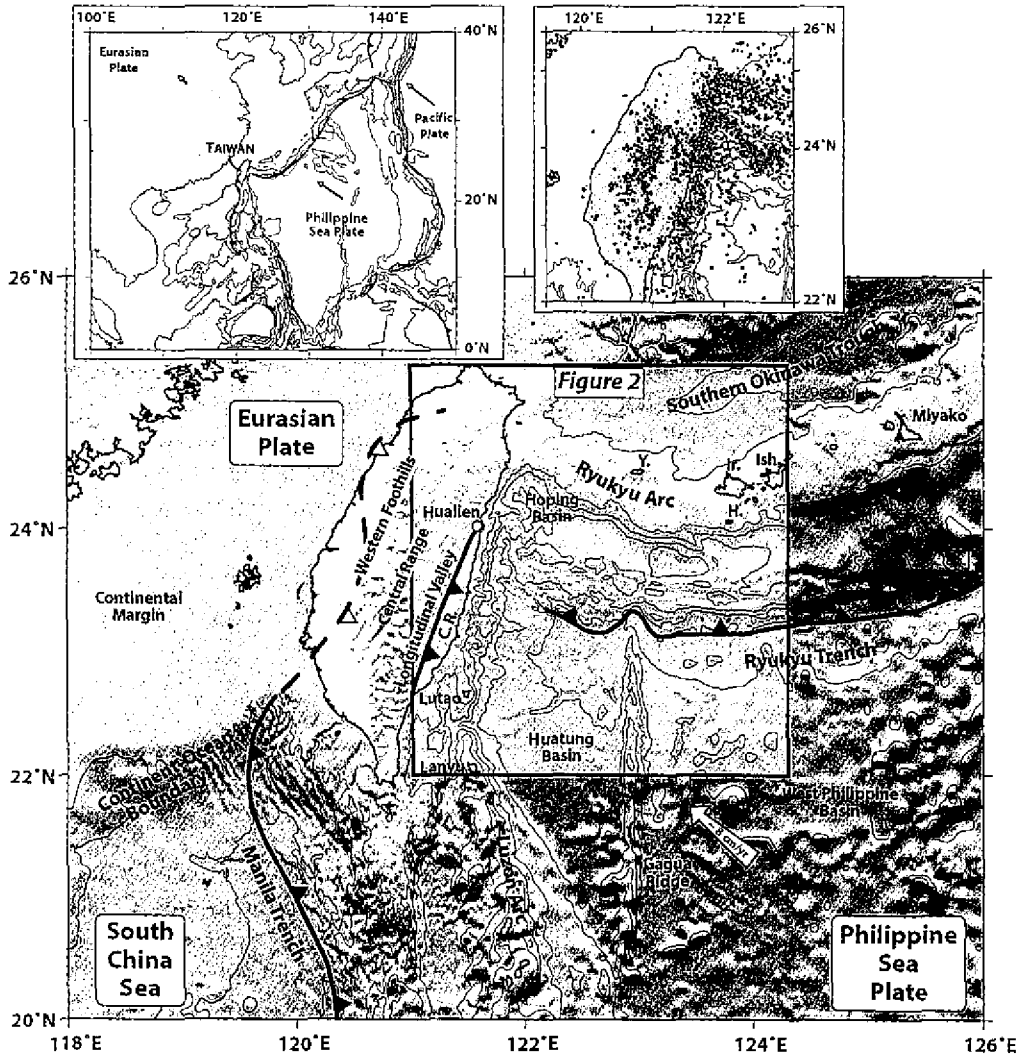 100°E
120°E
140°E
40°N
Eurasian
Plate
Pacific
Plate
TAIWAN
20°N
Philippine
Sea Plate
0°N
120°E
122°E
26°N
24°N
22°N
26°N
Figure 2
Southern Okinawa Trough
Miyako
Eurasian
Plate
Y.
Ir.
Ish.
H.
Ryukyu Arc
Hoping
Basin
Hualien
24°N
Western Foothills
Central Range
Longitudinal Valley
C.R.
Continental
Margin
Ryukyu Trench
Lutao
Huatung
Basin
Lanyu
22°N
Continent Ocean
Boundary
West Philippine
Basin
Gagua
Ridge
Luzon Arc
Manila Trench
South
China
Sea
Philippine
Sea
Plate
20°N
118°E
120°E
122°E
124°E
126°E